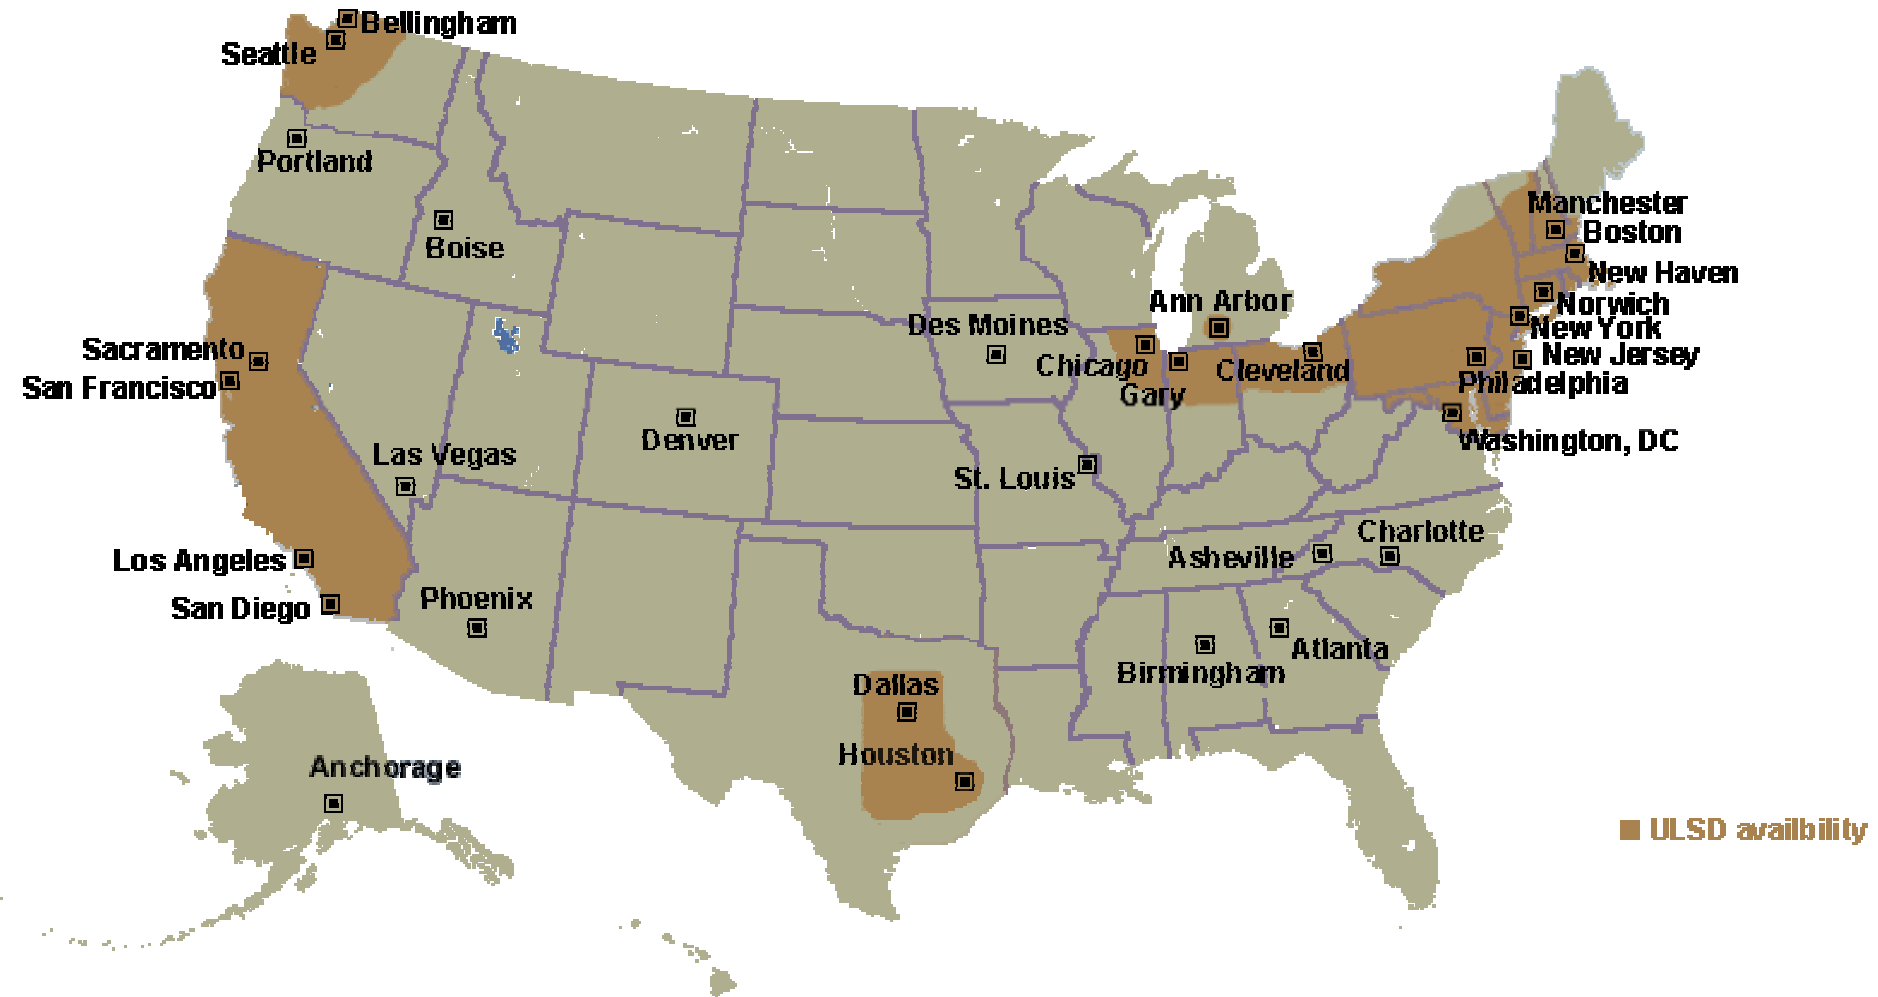 Bellingham
Seattle
Portland
Boise
Manchester
Boston
New Haven
Ann Arbor
Norwich
Des Moines
New York
Sacramento
New Jersey
Chicago
Cleveland
San Francisco
Philadelphia
Gary
Denver
Washington, DC
Las Vegas
St. Louis
Charlotte
Los Angeles
Asheville
Phoenix
San Diego
Atlanta
Birmingham
Dallas
Houston
Anchorage
ULSD availbility